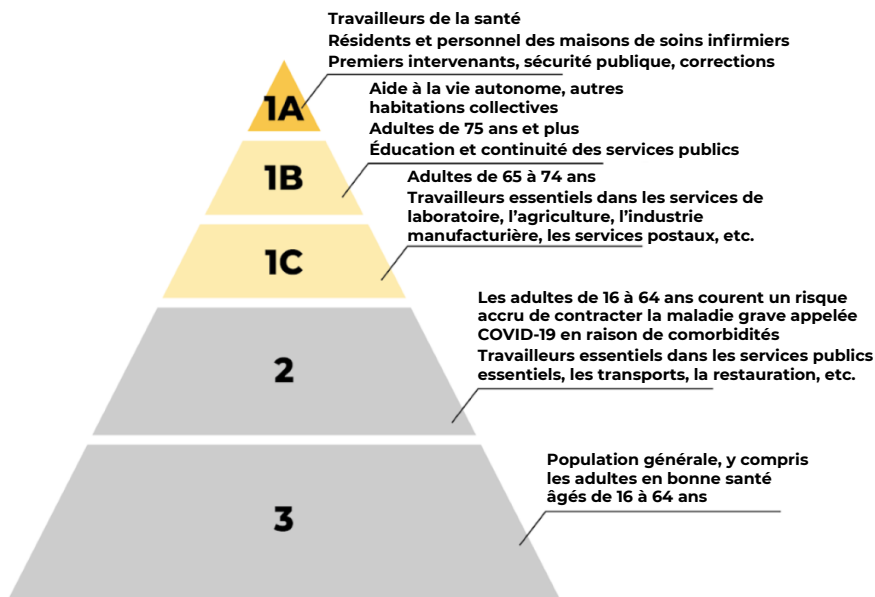 Travailleurs de la santé
Résidents et personnel des maisons de soins infirmiers
Premiers intervenants, sécurité publique, corrections
1A
Aide à la vie autonome, autres
habitations collectives
Adultes de 75 ans et plus
Éducation et continuité des services publics
1B
Adultes de 65 à 74 ans
Travailleurs essentiels dans les services de
laboratoire, l’agriculture, l’industrie
manufacturière, les services postaux, etc.
1C
Les adultes de 16 à 64 ans courent un risque
accru de contracter la maladie grave appelée
COVID-19 en raison de comorbidités
Travailleurs essentiels dans les services publics
essentiels, les transports, la restauration, etc.
2
Population générale, y compris
les adultes en bonne santé
âgés de 16 à 64 ans
3